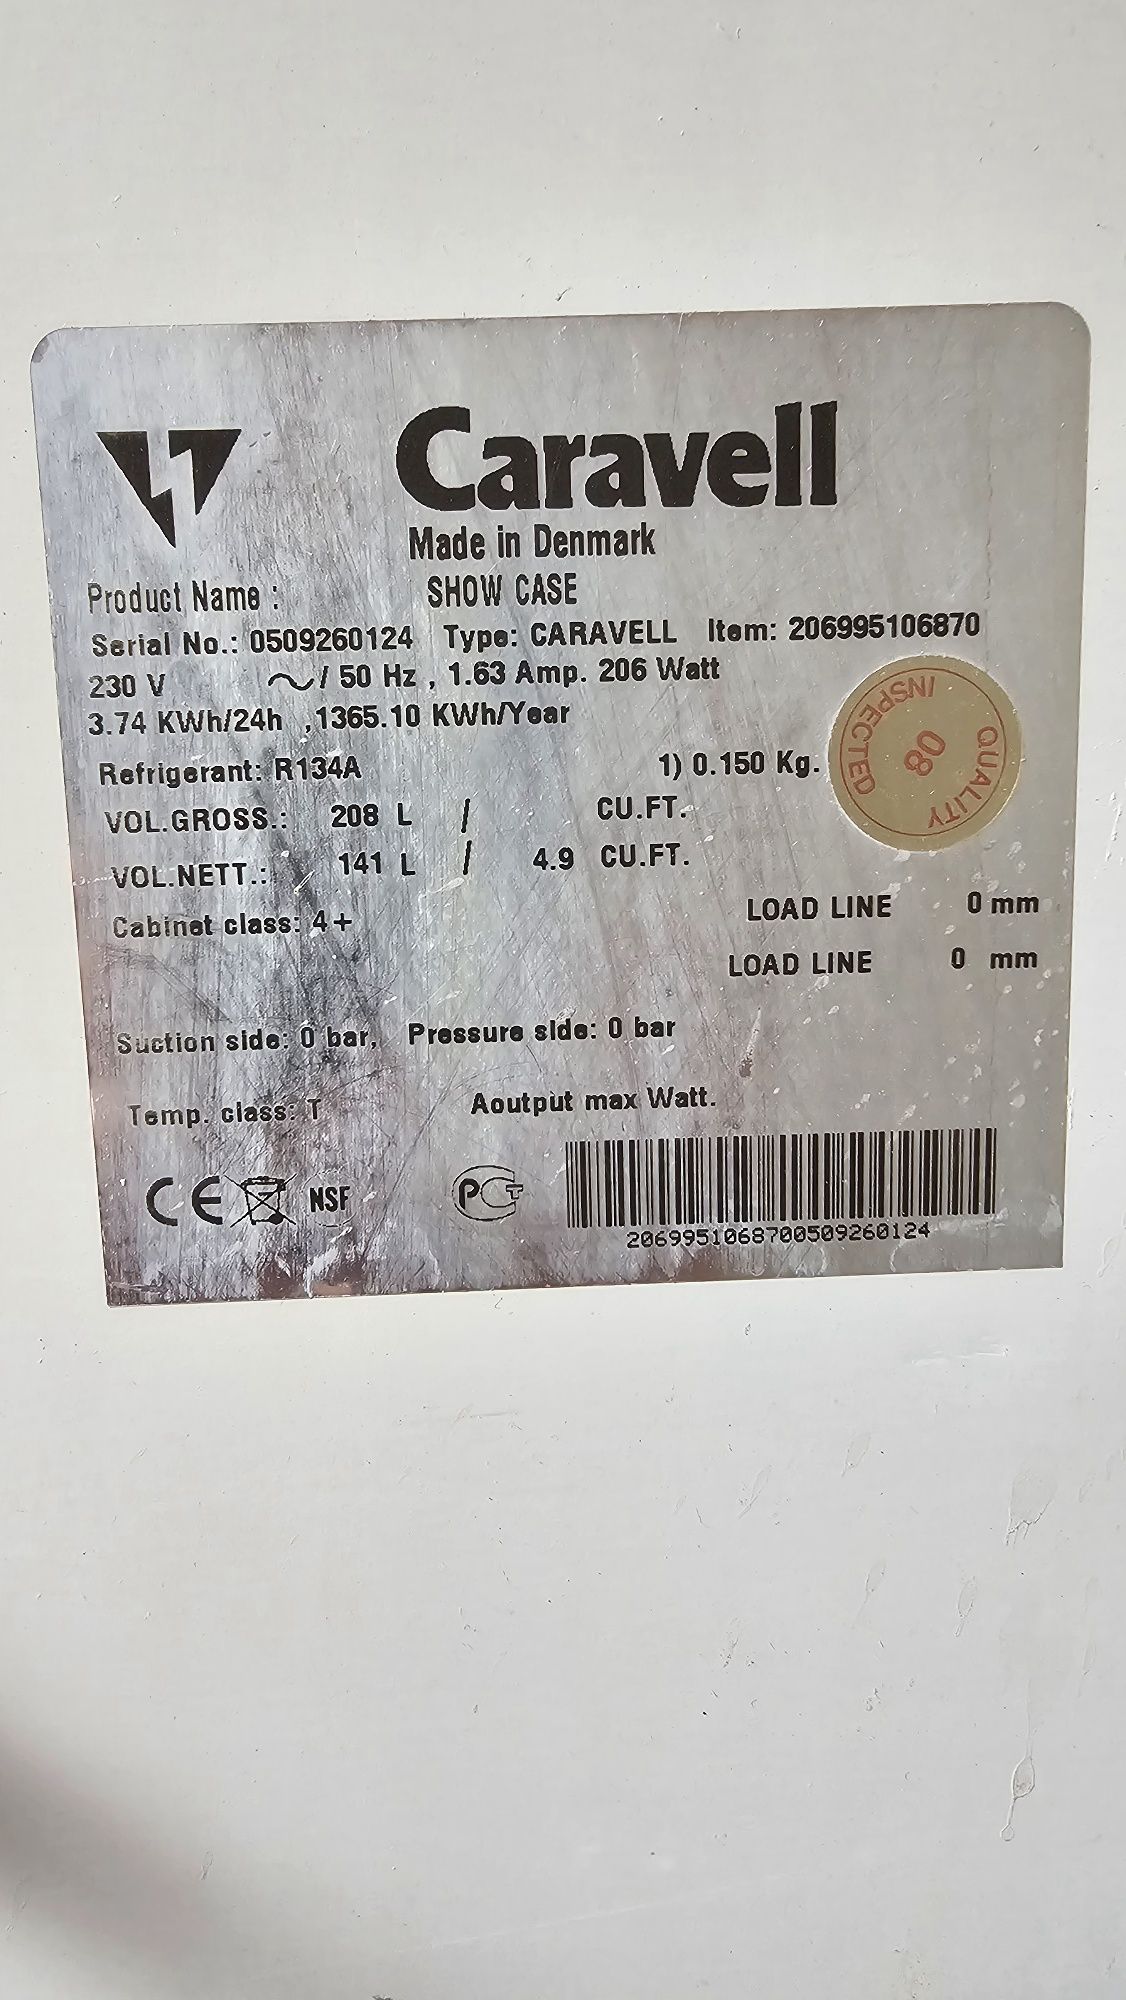 Caravell
Made in Denmark
Product Name : SHOW CASE
Serial No.: 0509260124 Type: CARAVELL Item: 206995106870
230 V ~/ 50 Hz , 1.63 Amp. 206 Watt
3.74 KWh/24h ,1365.10 KWh/Year
INSPECTED
08
QUALITY
Refrigerant: R134A 1) 0.150 Kg.
VOL.GROSS.: 208 L / CU.FT.
VOL.NETT.: 141 L / 4.9 CU.FT.
Cabinet class: 4+ LOAD LINE 0 mm
LOAD LINE 0 mm
Suction side: 0 bar, Pressure side: 0 bar
Temp. class: T Aoutput max Watt.
CE NSF PCT
2069951068700509260124